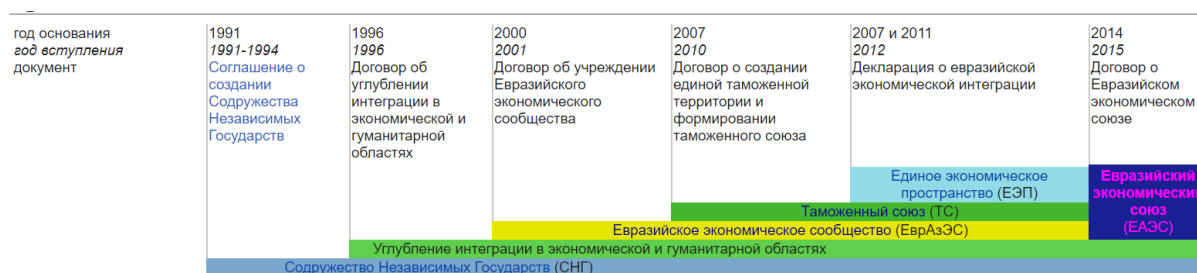 год основания
год вступления
документ
1991
1991-1994
Соглашение о
создании
Содружества
Независимых
Государств
1996
1996
Договор об
углублении
интеграции в
экономической и
гуманитарной
областях
2000
2001
Договор об учреждении
Евразийского
экономического
сообщества
2007
2010
Договор о создании
единой таможенной
территории и
формировании
таможенного союза
2007 и 2011
2012
Декларация о евразийской
экономической интеграции
2014
2015
Договор о
Евразийском
экономическом
союзе
Единое экономическое
пространство (ЕЭП)
Евразийский
экономический
союз
(ЕАЭС)
Таможенный союз (ТС)
Евразийское экономическое сообщество (ЕврАзЭС)
Углубление интеграции в экономической и гуманитарной областях
Содружество Независимых Государств (СНГ)